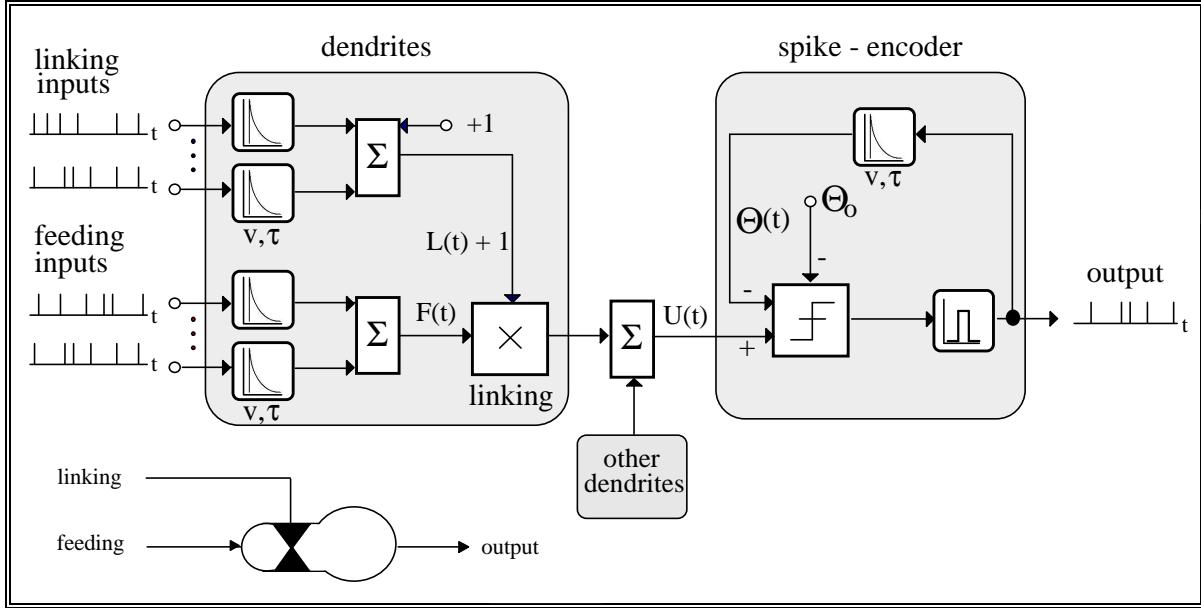 dendrites
spike - encoder
linking
inputs
t
t
+1
Σ
v,τ
L(t) + 1
feeding
inputs
t
t
v,τ
Σ
F(t)
×
linking
Σ
U(t)
other
dendrites
v,τ
Θ(t)
Θo
-
-
+
output
t
linking
feeding
output